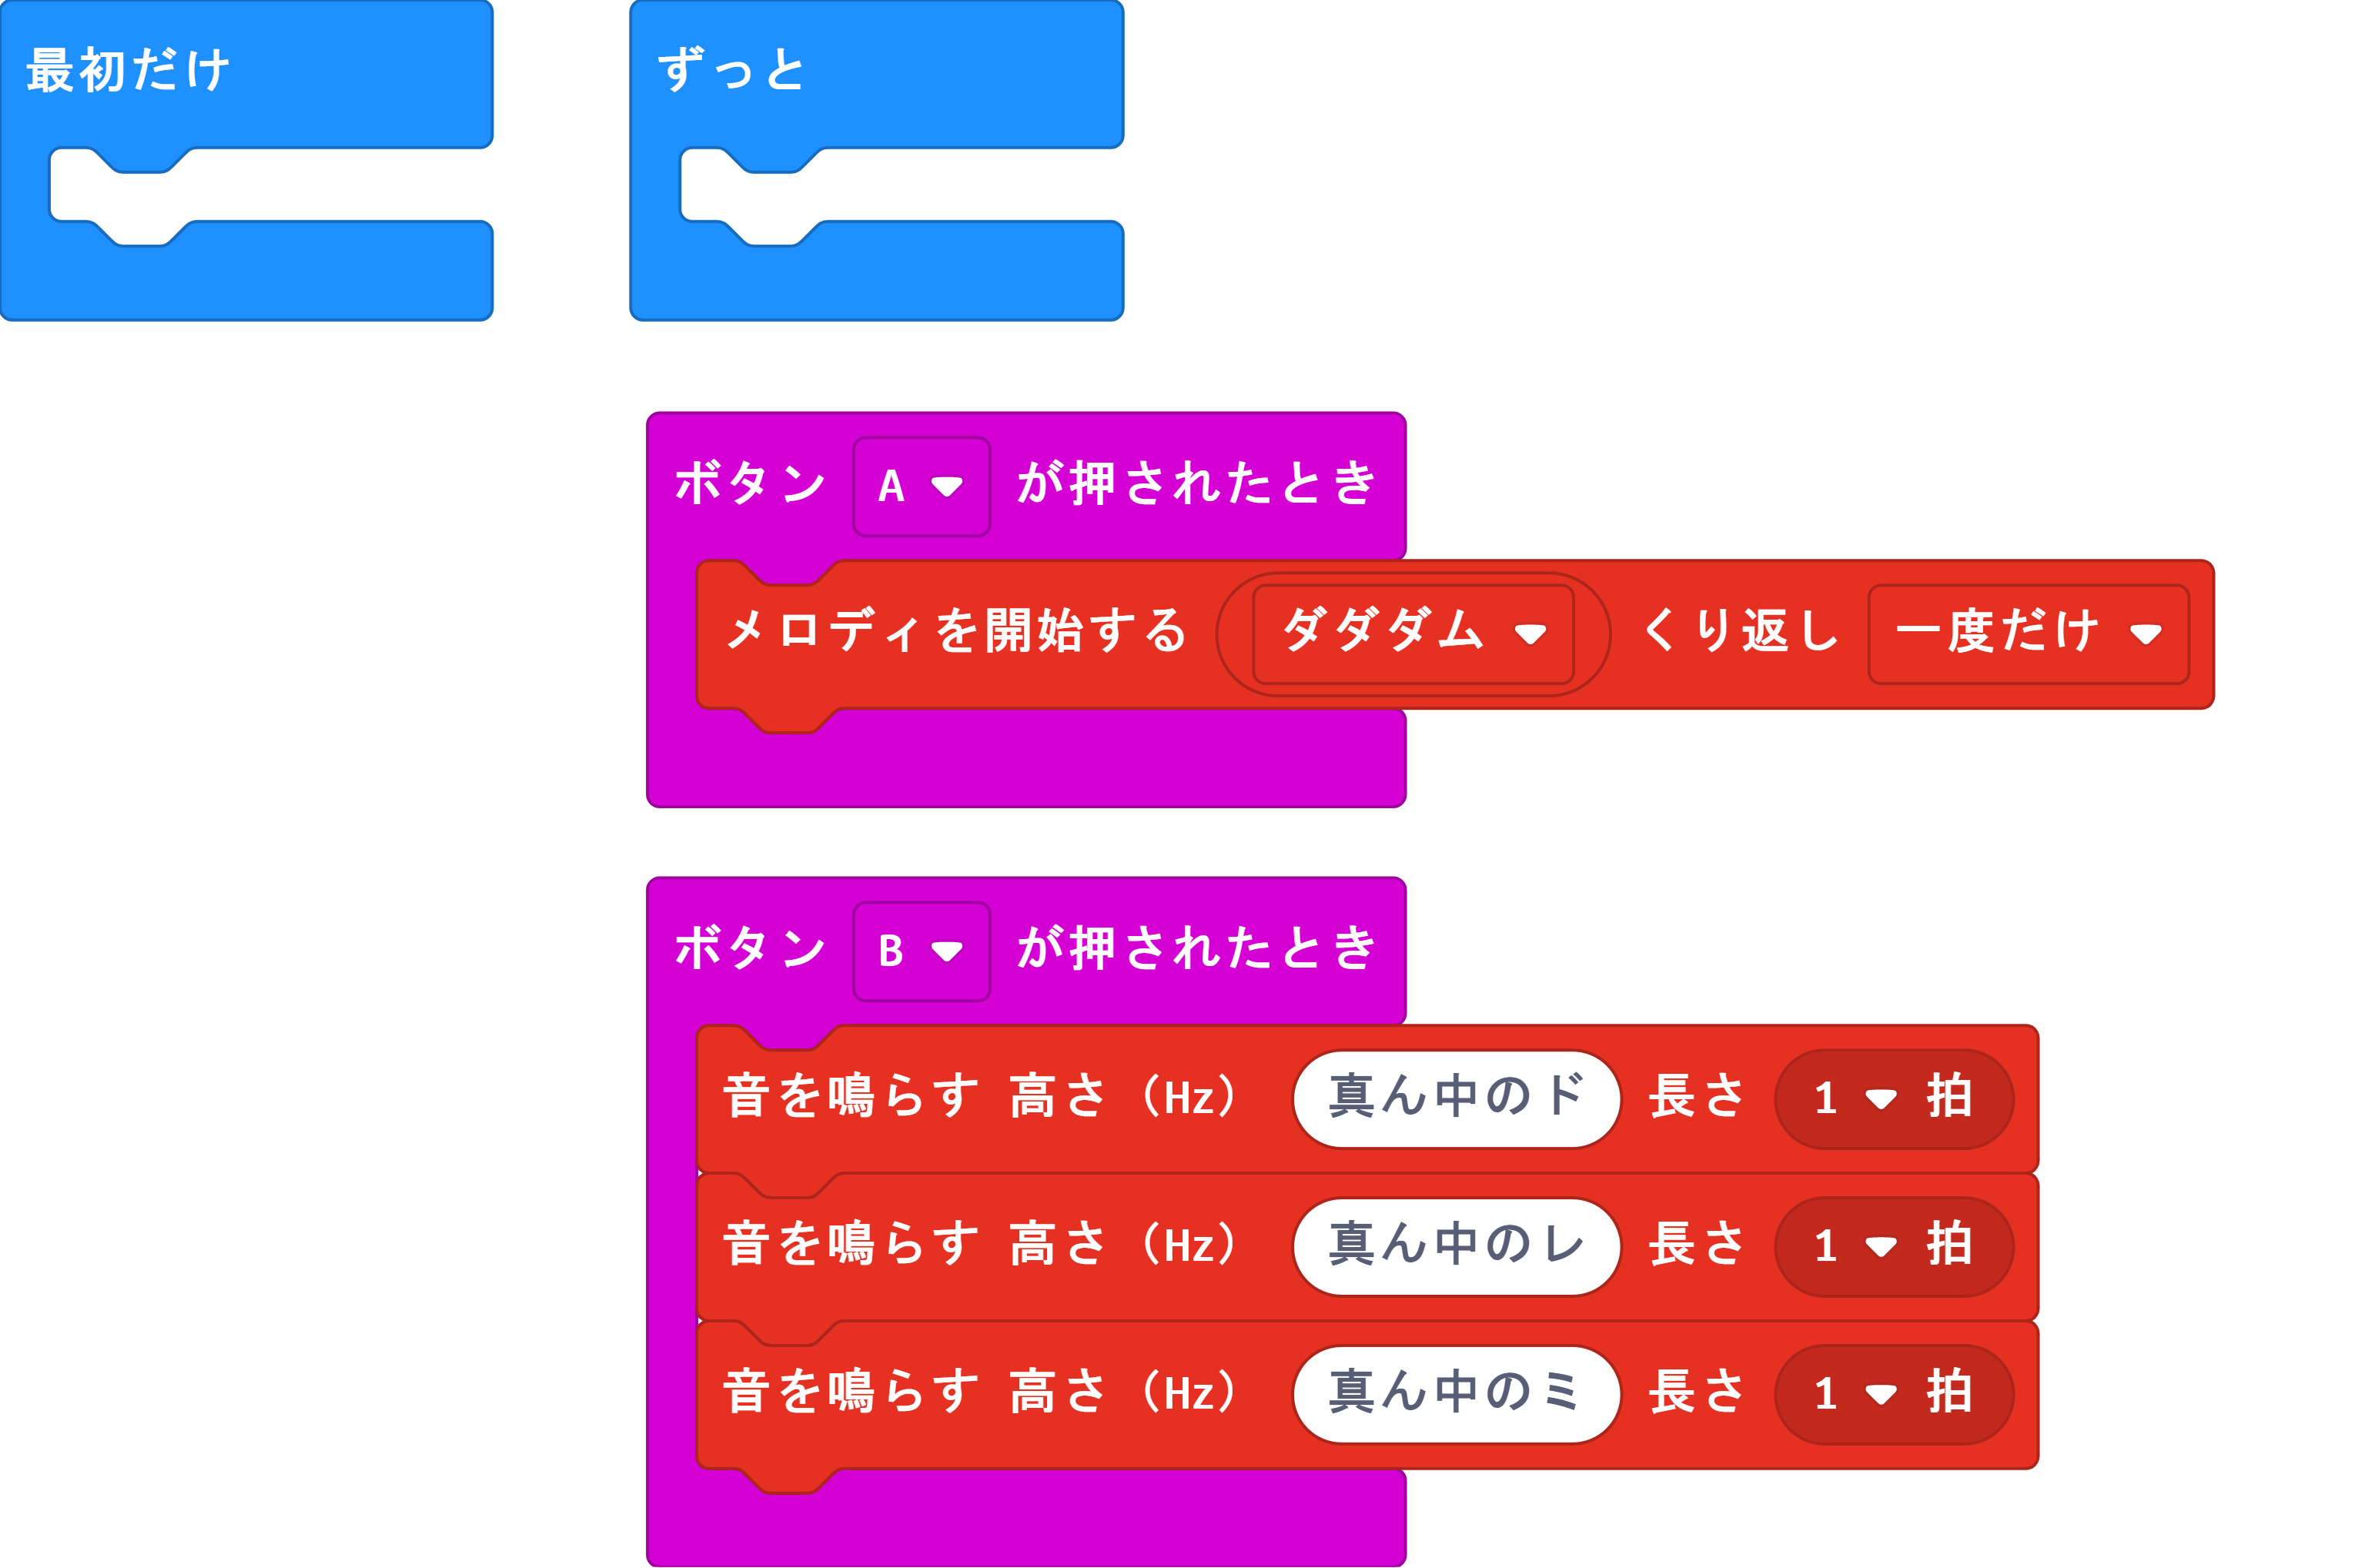 最初だけ
ずっと
ボタン A が押されたとき
メロディを開始する ダダダム くり返し 一度だけ
ボタン B が押されたとき
音を鳴らす 高さ（Hz） 真ん中のド 長さ 1 拍
音を鳴らす 高さ（Hz） 真ん中のレ 長さ 1 拍
音を鳴らす 高さ（Hz） 真ん中のミ 長さ 1 拍